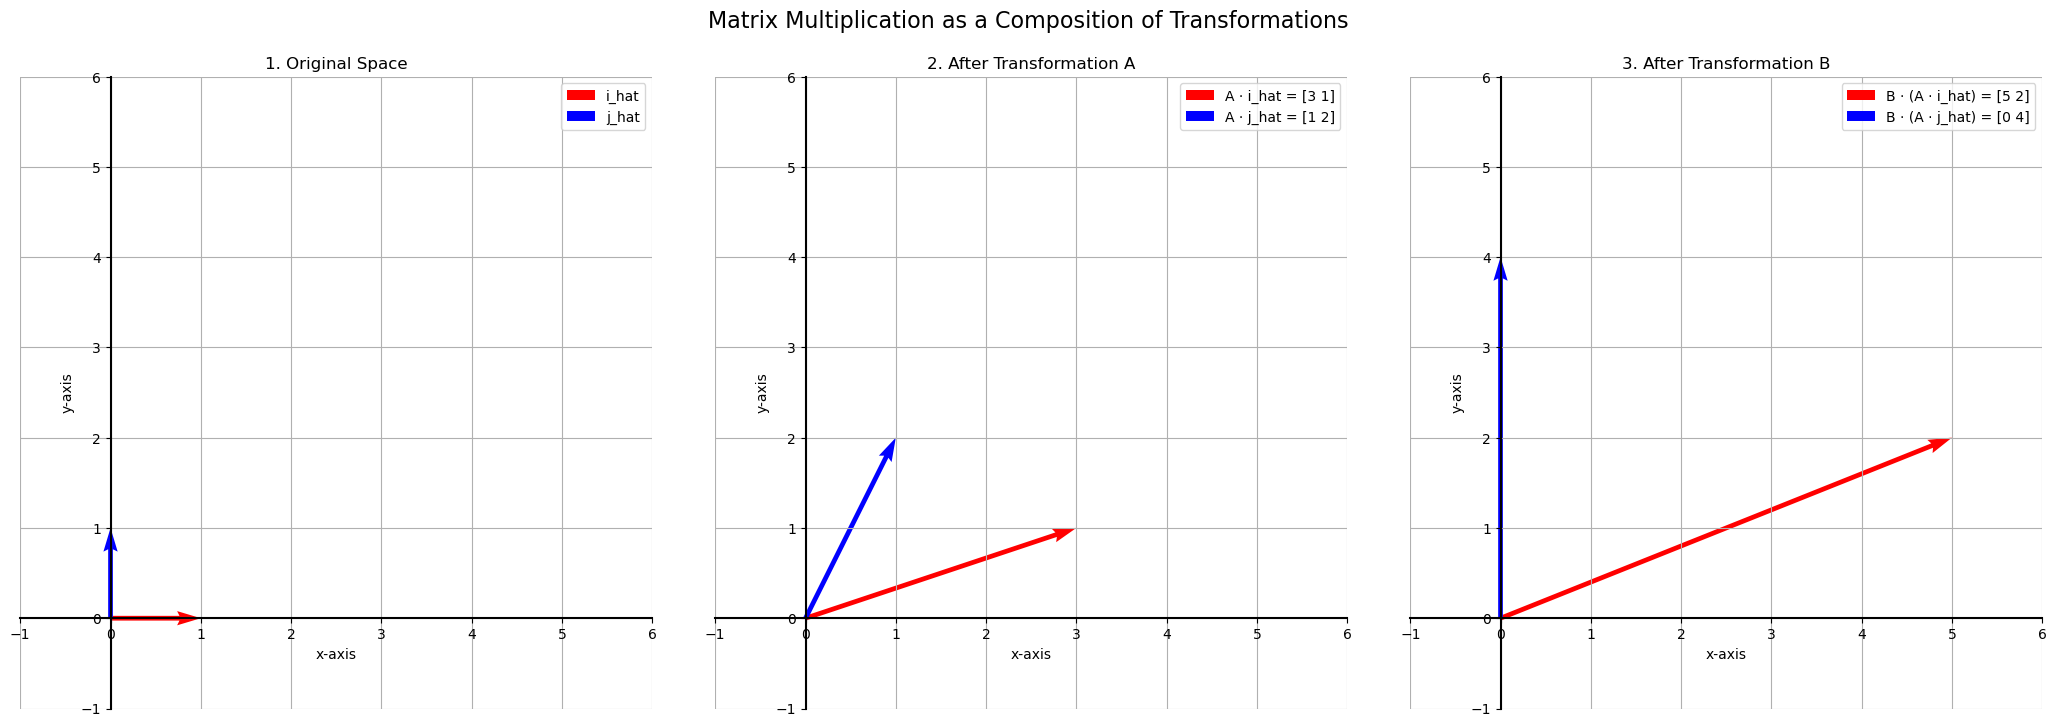 Matrix Multiplication as a Composition of Transformations
1. Original Space
i_hat
j_hat
6
5
4
3
2
1
0
−1
y-axis
−1 0 1 2 3 4 5 6
x-axis
2. After Transformation A
A · i_hat = [3 1]
A · j_hat = [1 2]
6
5
4
3
2
1
0
−1
y-axis
−1 0 1 2 3 4 5 6
x-axis
3. After Transformation B
B · (A · i_hat) = [5 2]
B · (A · j_hat) = [0 4]
6
5
4
3
2
1
0
−1
y-axis
−1 0 1 2 3 4 5 6
x-axis